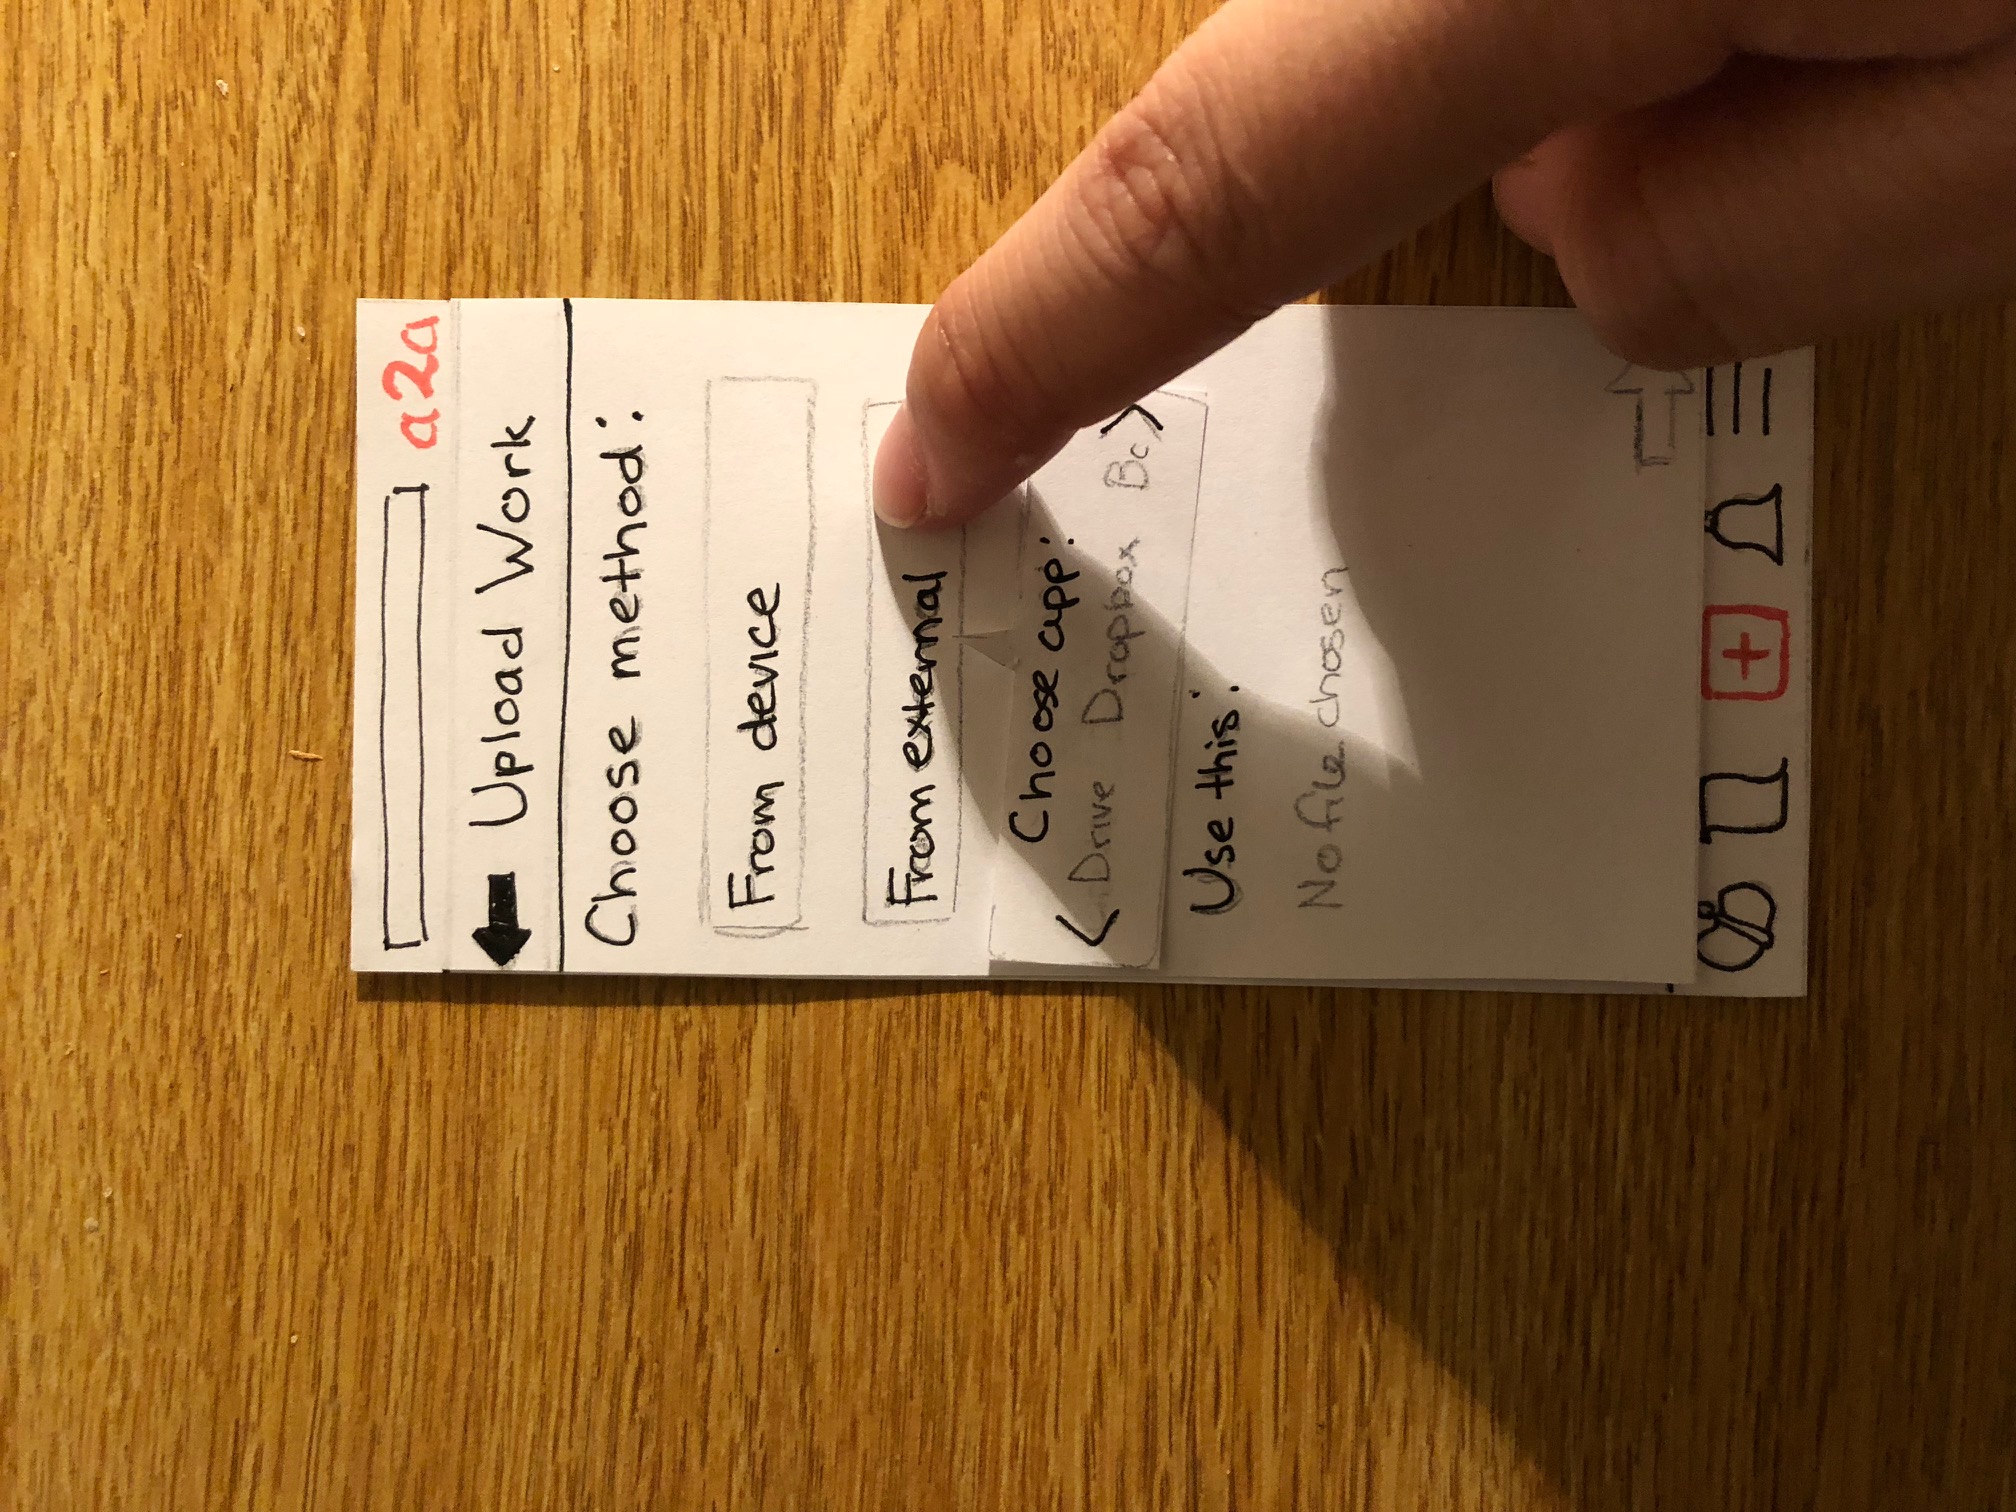 a2a
Upload Work
Choose method:
From device
From external
Choose app:
< Drive Dropbox Bo >
Use this:
No file chosen